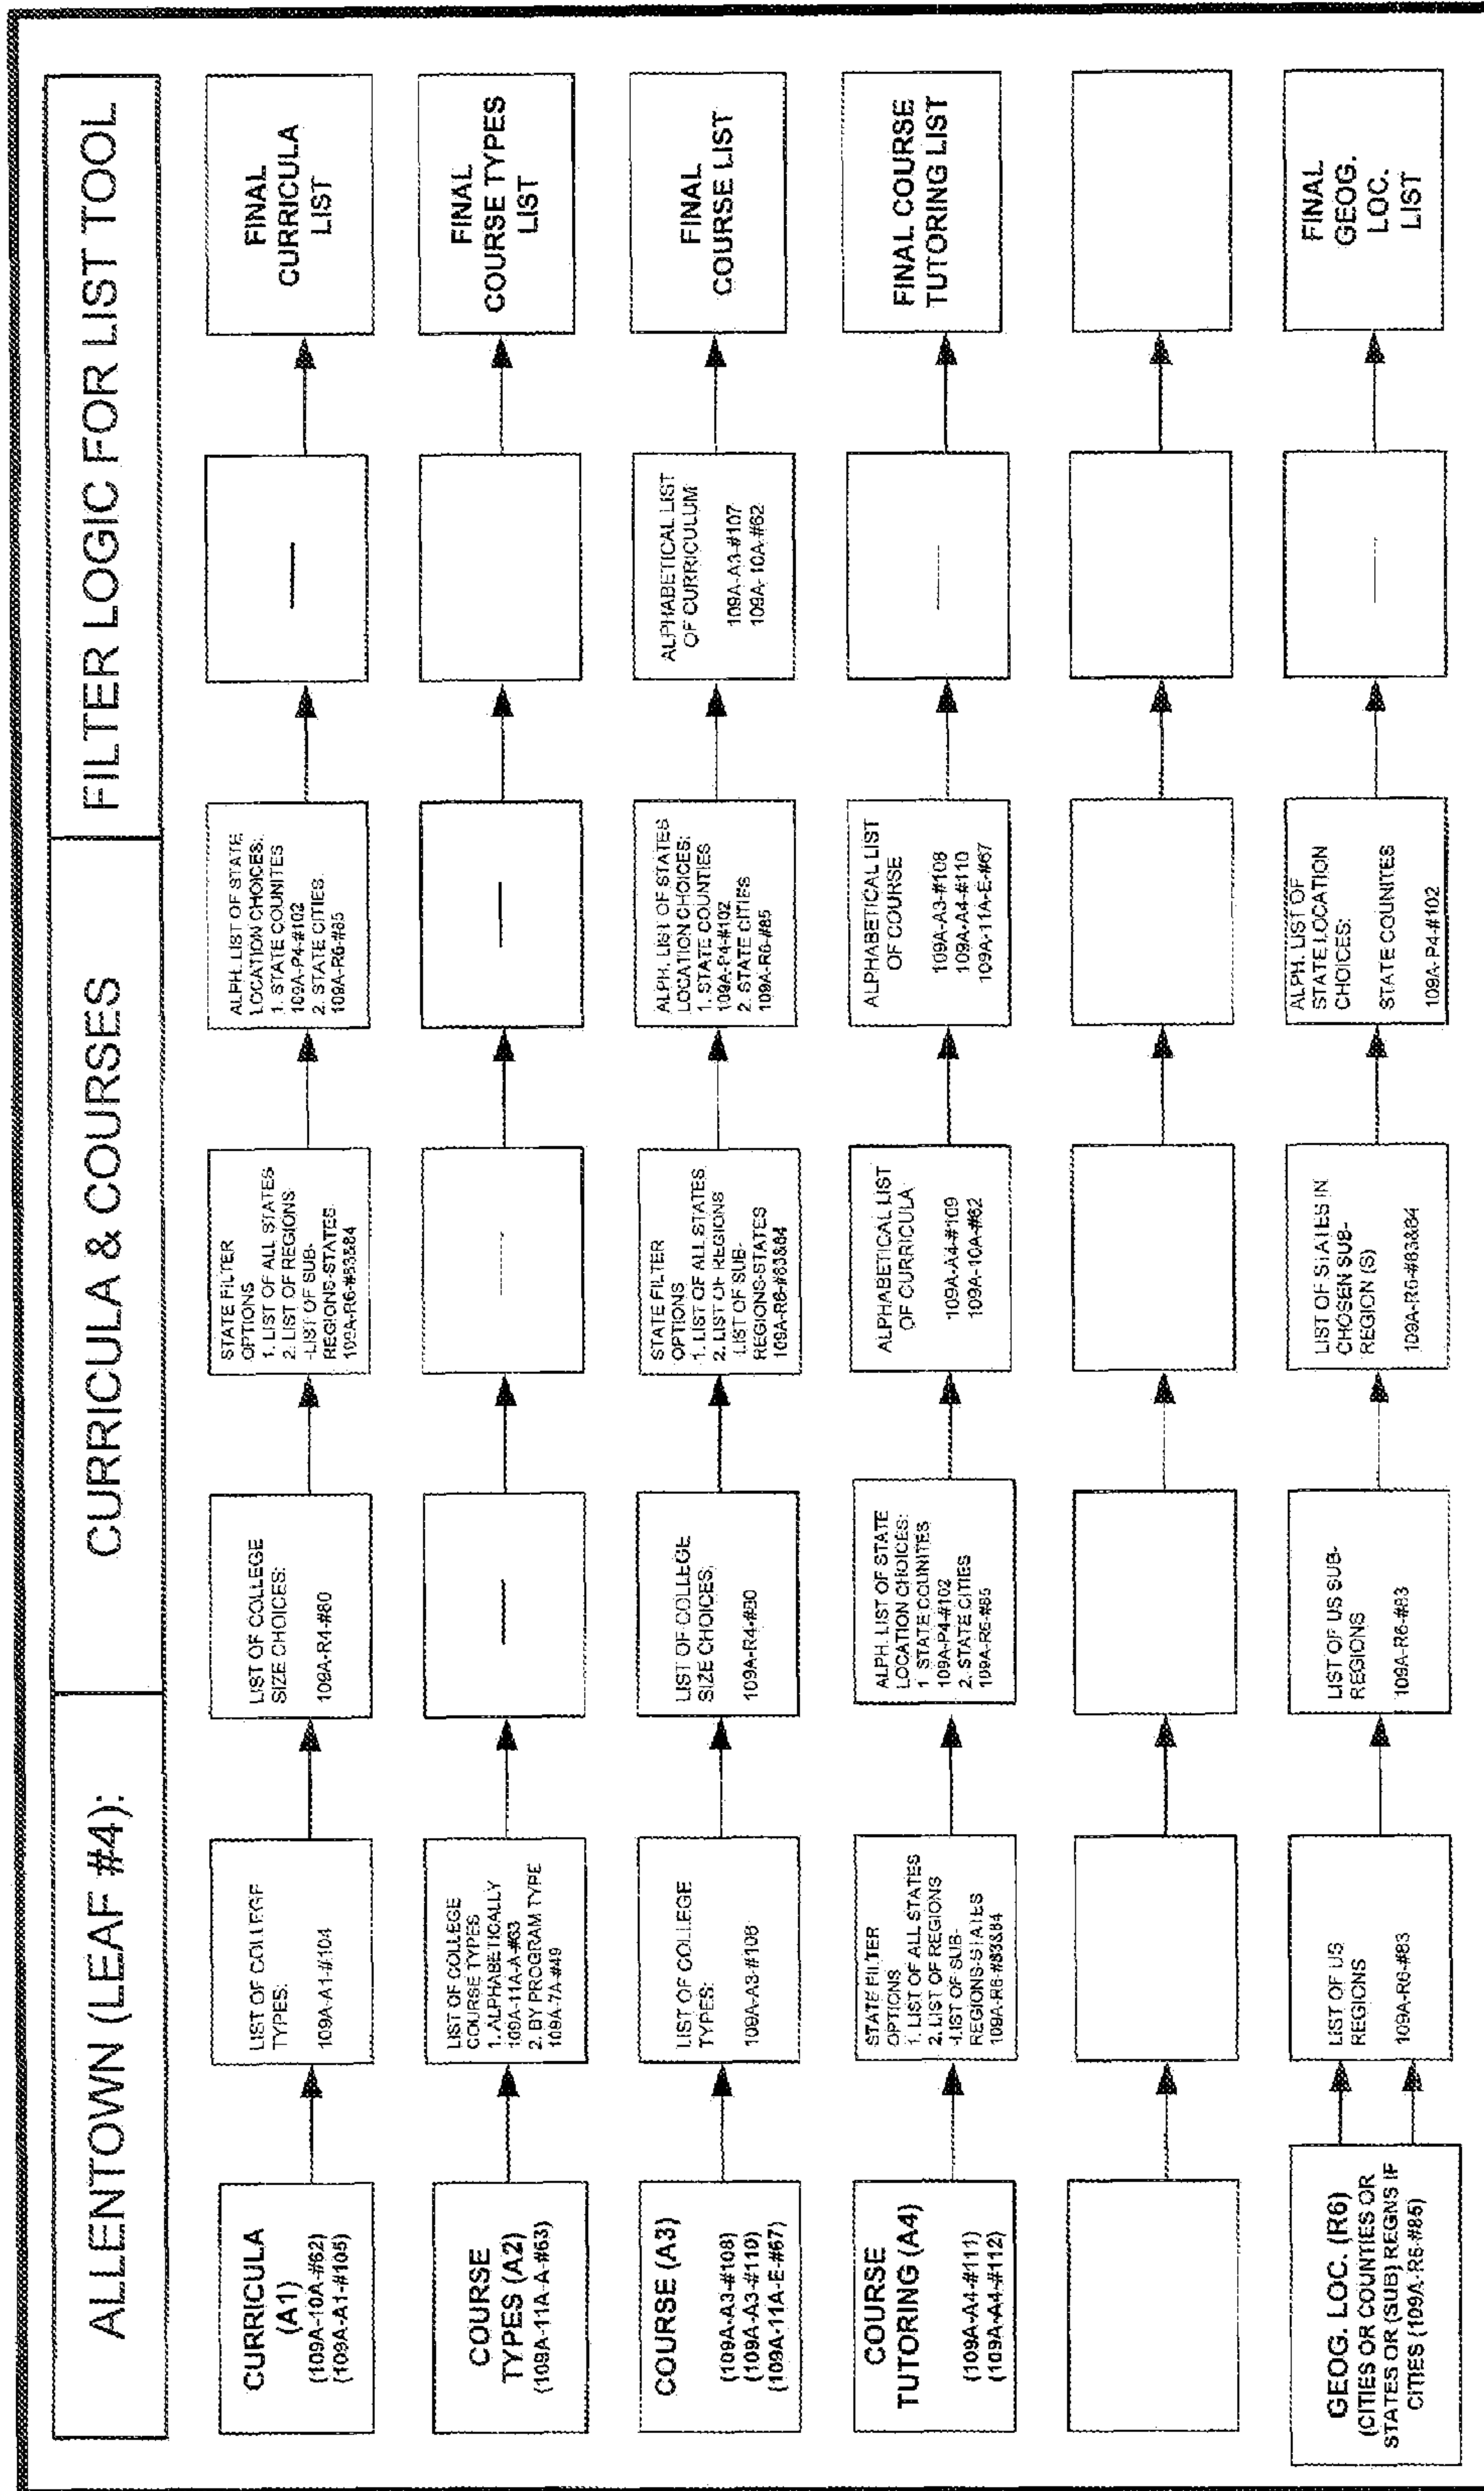 ALLENTOWN (LEAF #4):
CURRICULA & COURSES
FILTER LOGIC FOR LIST TOOL
CURRICULA
(A1)
(109A-10A-#62)
(109A-A1-#105)
LIST OF COLLEGE
TYPES:
109A-A1-#104
LIST OF COLLEGE
SIZE CHOICES:
109A-R4-#80
STATE FILTER
OPTIONS
1. LIST OF ALL STATES
2. LIST OF REGIONS
-LIST OF SUB-
REGIONS-STATES
109A-R6-#83&84
ALPH. LIST OF STATE
LOCATION CHOICES:
1. STATE COUNITES
109A-P4-#102
2. STATE CITIES
109A-R6-#85
—
FINAL
CURRICULA
LIST
COURSE
TYPES (A2)
(109A-11A-A-#63)
LIST OF COLLEGE
COURSE TYPES
1. ALPHABETICALLY
109A-11A-A-#63
2. BY PROGRAM TYPE
109A-7A-#49
—
—
—
FINAL
COURSE TYPES
LIST
COURSE (A3)
(109A-A3-#108)
(109A-A3-#110)
(109A-11A-E-#67)
LIST OF COLLEGE
TYPES:
109A-A3-#106
LIST OF COLLEGE
SIZE CHOICES:
109A-R4-#80
STATE FILTER
OPTIONS
1. LIST OF ALL STATES
2. LIST OF REGIONS
-LIST OF SUB-
REGIONS-STATES
109A-R6-#83&84
ALPH. LIST OF STATES
LOCATION CHOICES:
1. STATE COUNTIES
109A-P4-#102
2. STATE CITIES
109A-R6-#85
ALPHABETICAL LIST
OF CURRICULUM
109A-A3-#107
109A-10A-#62
FINAL
COURSE LIST
COURSE
TUTORING (A4)
(109A-A4-#111)
(109A-A4-#112)
STATE FILTER
OPTIONS
1. LIST OF ALL STATES
2. LIST OF REGIONS
-LIST OF SUB-
REGIONS-STATES
109A-R6-#83&84
ALPH. LIST OF STATE
LOCATION CHOICES:
1. STATE COUNITES
109A-P4-#102
2. STATE CITIES
109A-R6-#85
ALPHABETICAL LIST
OF CURRICULA
109A-A4-#109
109A-10A-#62
ALPHABETICAL LIST
OF COURSE
109A-A3-#108
109A-A4-#110
109A-11A-E-#67
—
FINAL COURSE
TUTORING LIST
GEOG. LOC. (R6)
(CITIES OR COUNTIES OR
STATES OR (SUB) REGNS IF
CITIES (109A-R6-#85)
LIST OF US
REGIONS
109A-R6-#83
LIST OF US SUB-
REGIONS
109A-R6-#83
LIST OF STATES IN
CHOSEN SUB-
REGION (S)
109A-R6-#83&84
ALPH. LIST OF
STATE LOCATION
CHOICES:
STATE COUNITES
109A-P4-#102
—
FINAL
GEOG.
LOC.
LIST